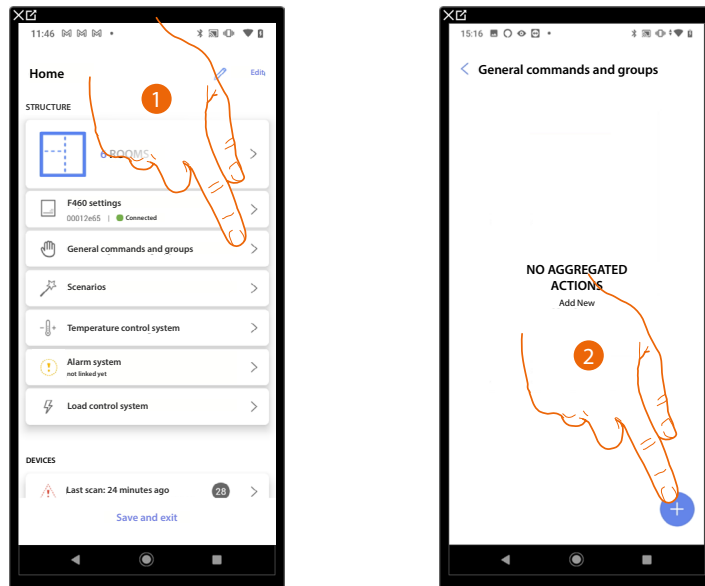 11:46
Home
Edit
STRUCTURE
1
6 ROOMS
F460 settings
00012e65 | Connected
General commands and groups
Scenarios
Temperature control system
Alarm system
not linked yet
Load control system
DEVICES
Last scan: 24 minutes ago
28
Save and exit
15:16
General commands and groups
NO AGGREGATED
ACTIONS
Add New
2